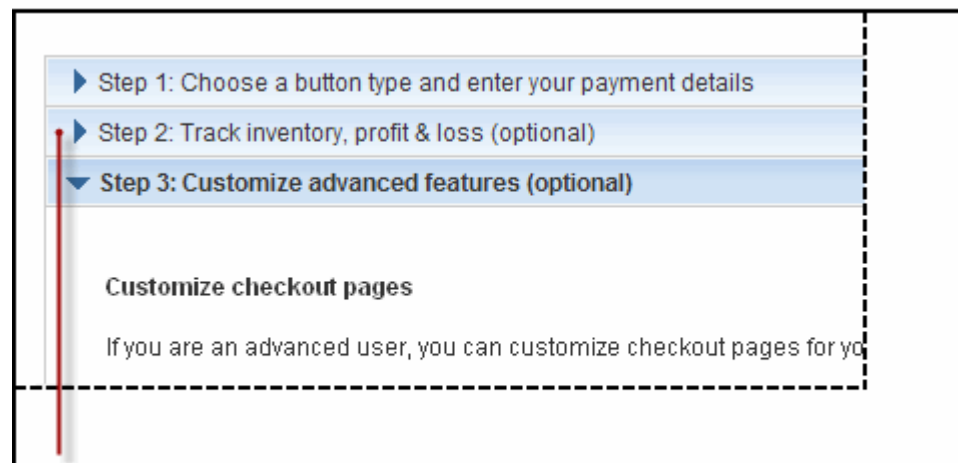 Step 1: Choose a button type and enter your payment details
Step 2: Track inventory, profit & loss (optional)
Step 3: Customize advanced features (optional)
Customize checkout pages
If you are an advanced user, you can customize checkout pages for yo